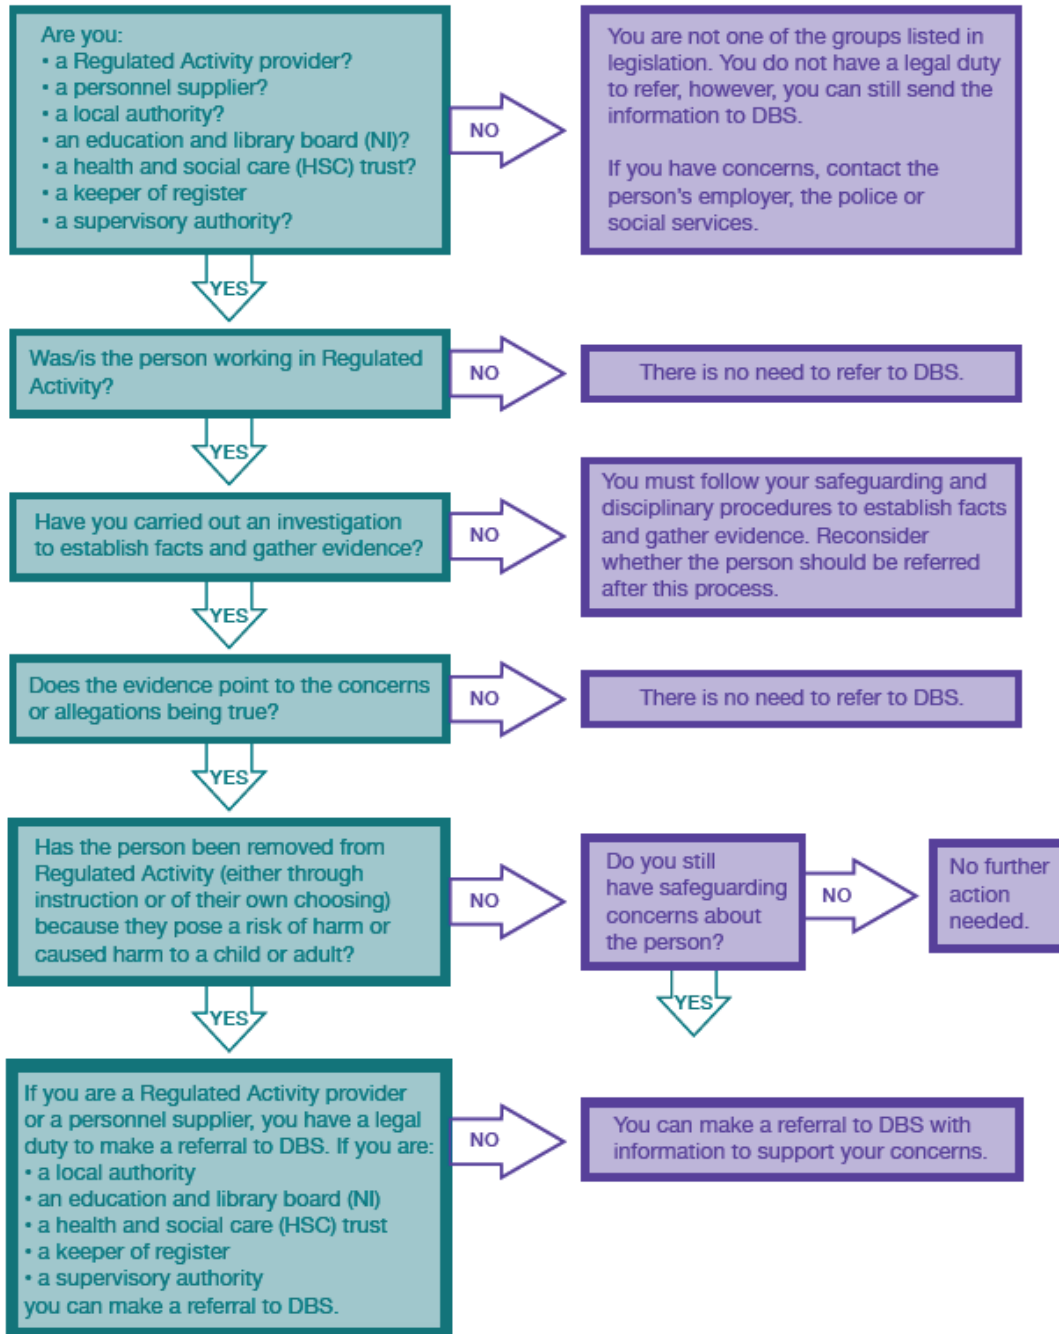 Are you:
• a Regulated Activity provider?
• a personnel supplier?
• a local authority?
• an education and library board (NI)?
• a health and social care (HSC) trust?
• a keeper of register
• a supervisory authority?
NO
You are not one of the groups listed in
legislation. You do not have a legal duty
to refer, however, you can still send the
information to DBS.
If you have concerns, contact the
person's employer, the police or
social services.
YES
Was/is the person working in Regulated
Activity?
NO
There is no need to refer to DBS.
YES
Have you carried out an investigation
to establish facts and gather evidence?
NO
You must follow your safeguarding and
disciplinary procedures to establish facts
and gather evidence. Reconsider
whether the person should be referred
after this process.
YES
Does the evidence point to the concerns
or allegations being true?
NO
There is no need to refer to DBS.
YES
Has the person been removed from
Regulated Activity (either through
instruction or of their own choosing)
because they pose a risk of harm or
caused harm to a child or adult?
NO
Do you still
have safeguarding
concerns about
the person?
NO
No further
action
needed.
YES
YES
If you are a Regulated Activity provider
or a personnel supplier, you have a legal
duty to make a referral to DBS. If you are:
• a local authority
• an education and library board (NI)
• a health and social care (HSC) trust
• a keeper of register
• a supervisory authority
you can make a referral to DBS.
NO
You can make a referral to DBS with
information to support your concerns.